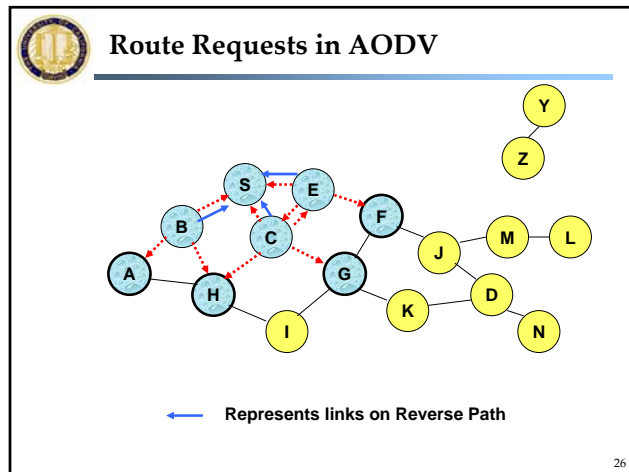 Route Requests in AODV
Y
Z
S
E
B
F
C
M
L
J
A
G
H
D
K
I
N
Represents links on Reverse Path
26